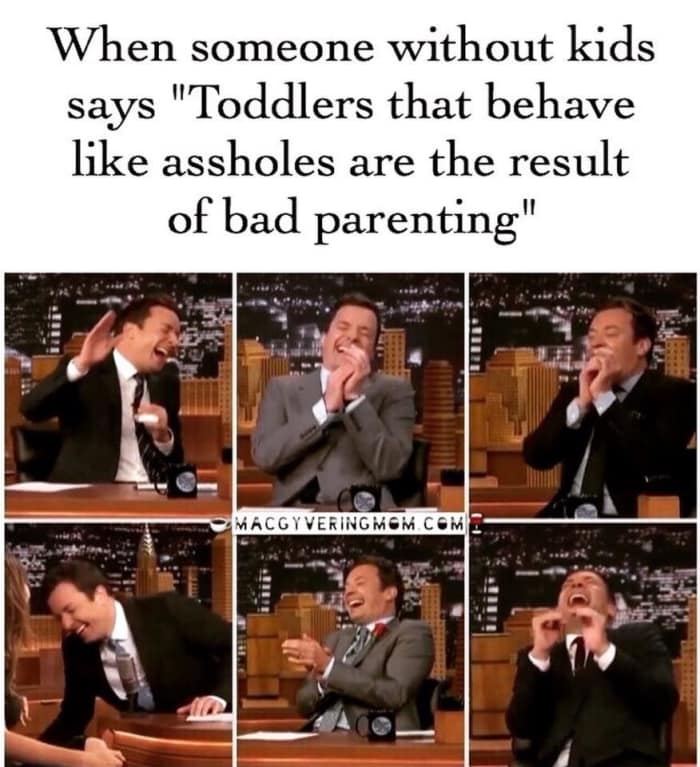 When someone without kids
says "Toddlers that behave
like assholes are the result
of bad parenting"
MACGYVERINGMOM.COM